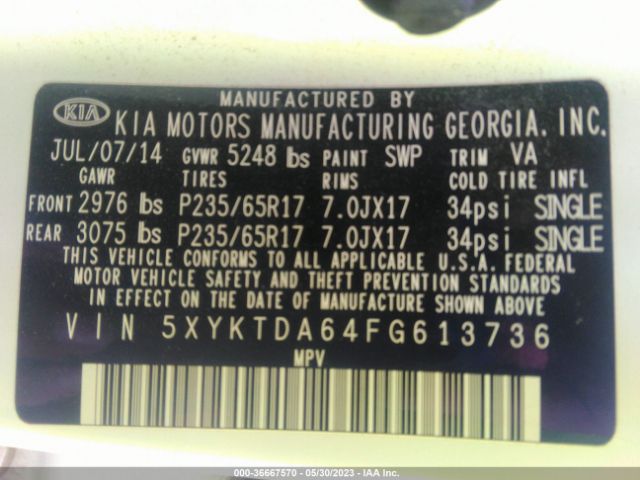 MANUFACTURED BY
KIA KIA MOTORS MANUFACTURING GEORGIA. INC.
JUL/07/14 GVWR 5248 lbs PAINT SWP TRIM VA
GAWR TIRES RIMS COLD TIRE INFL
FRONT 2976 lbs P235/65R17 7.0JX17 34psi SINGLE
REAR 3075 lbs P235/65R17 7.0JX17 34psi SINGLE
THIS VEHICLE CONFORMS TO ALL APPLICABLE U.S.A. FEDERAL
MOTOR VEHICLE SAFETY AND THEFT PREVENTION STANDARDS
IN EFFECT ON THE DATE OF MANUFACTURE SHOWN ABOVE
VIN 5XYKTDA64FG613736
MPV
000-36667570 - 05/30/2023 - IAA Inc.